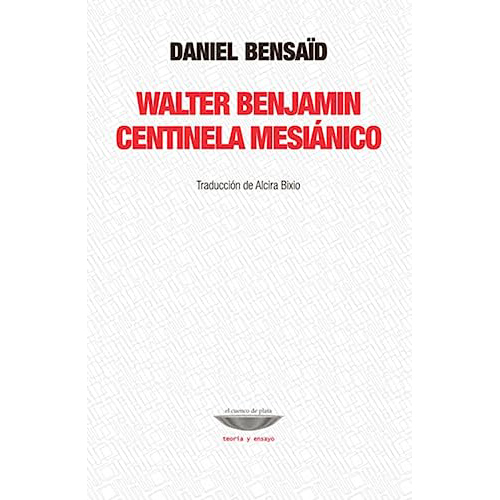 DANIEL BENSAÏD
WALTER BENJAMIN
CENTINELA MESIÁNICO
Traducción de Alcira Bixio
el cuenco de plata
teoría y ensayo